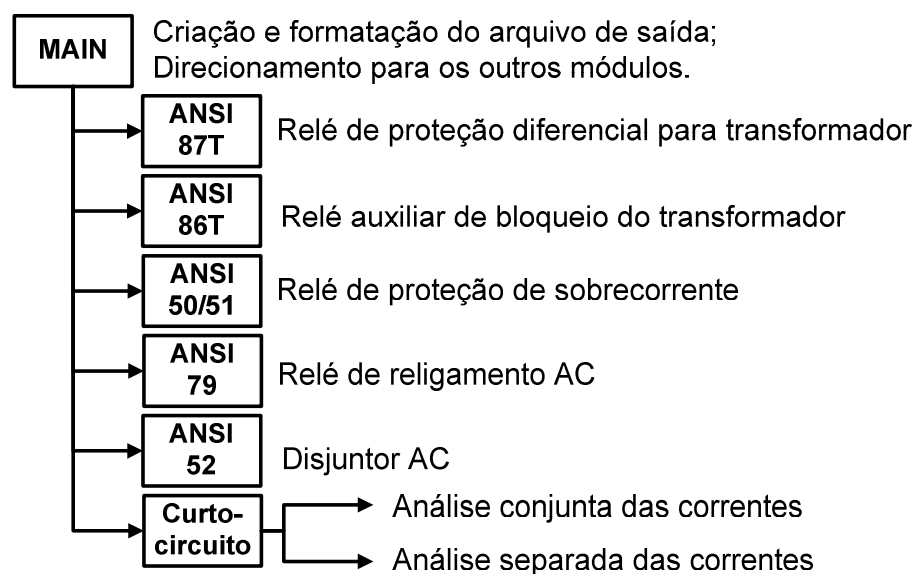 MAIN
Criação e formatação do arquivo de saída;
Direcionamento para os outros módulos.
ANSI
87T
Relé de proteção diferencial para transformador
ANSI
86T
Relé auxiliar de bloqueio do transformador
ANSI
50/51
Relé de proteção de sobrecorrente
ANSI
79
Relé de religamento AC
ANSI
52
Disjuntor AC
Curto-
circuito
Análise conjunta das correntes
Análise separada das correntes